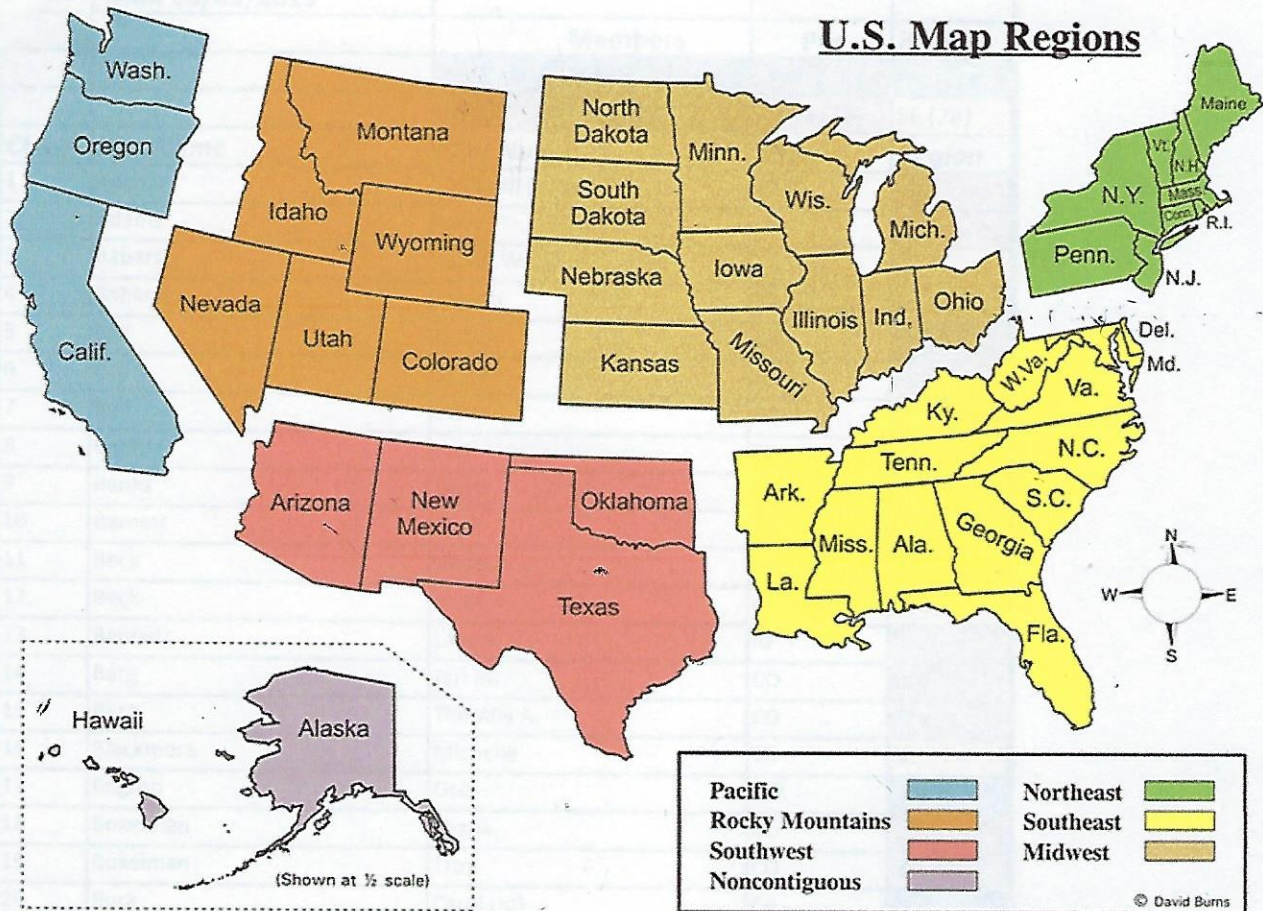 U.S. Map Regions
Wash.
Oregon
Calif.
Montana
Idaho
Wyoming
Nevada
Utah
Colorado
North
Dakota
South
Dakota
Nebraska
Kansas
Minn.
Iowa
Missouri
Wis.
Illinois
Mich.
Ind.
Ohio
Maine
Vt.
N.H.
N.Y.
Mass.
Conn.
R.I.
Penn.
N.J.
Del.
Md.
W.Va.
Va.
Ky.
N.C.
Tenn.
S.C.
Ark.
Miss.
Ala.
Georgia
La.
Fla.
Arizona
New
Mexico
Oklahoma
Texas
N
W
E
S
Hawaii
Alaska
(Shown at ½ scale)
Pacific
Rocky Mountains
Southwest
Noncontiguous
Northeast
Southeast
Midwest
© David Burns